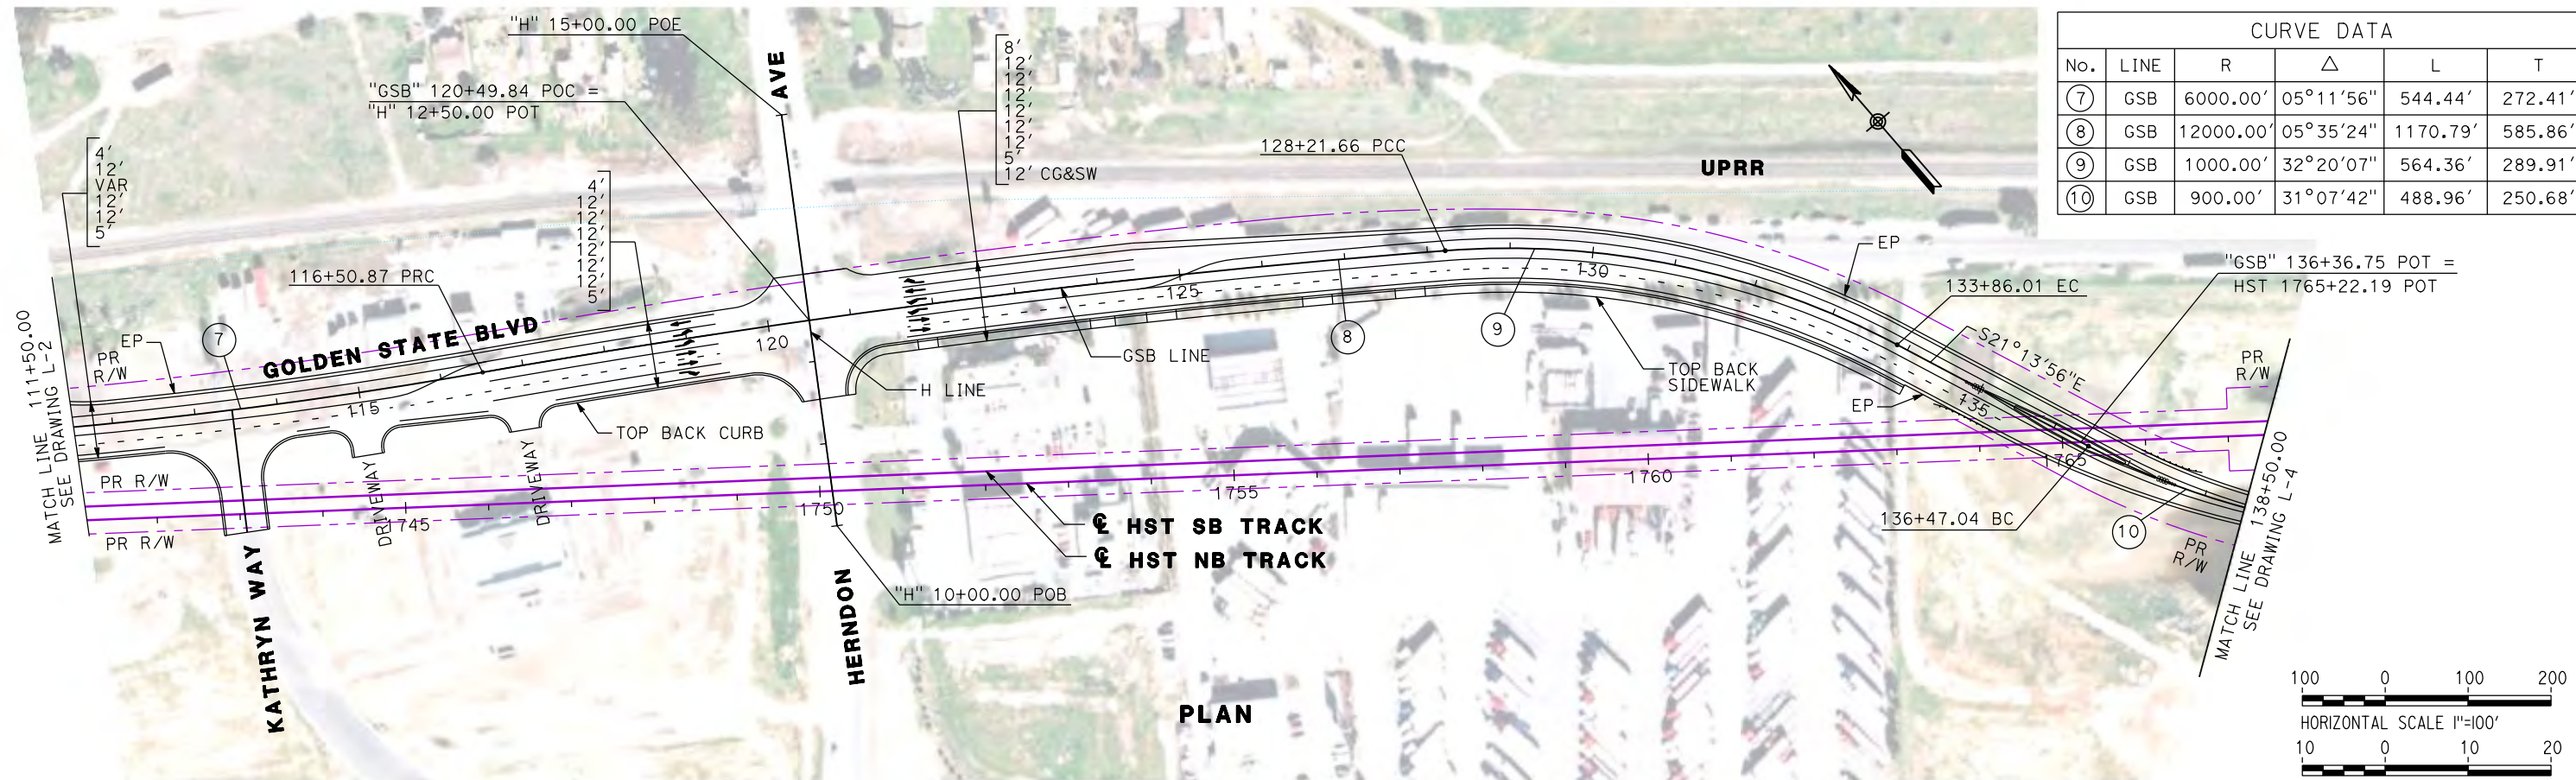 "H" 15+00.00 POE
AVE
"GSB" 120+49.84 POC =
"H" 12+50.00 POT
8'
12'
12'
12'
12'
12'
12'
5'
12' CG&SW
128+21.66 PCC
UPRR
CURVE DATA
No. LINE R △ L T
7 GSB 6000.00' 05°11'56" 544.44' 272.41'
8 GSB 12000.00' 05°35'24" 1170.79' 585.86'
9 GSB 1000.00' 32°20'07" 564.36' 289.91'
10 GSB 900.00' 31°07'42" 488.96' 250.68'
4'
12'
VAR
12'
12'
5'
4'
12'
12'
12'
12'
12'
12'
5'
116+50.87 PRC
EP
"GSB" 136+36.75 POT =
HST 1765+22.19 POT
133+86.01 EC
S21°13'56"E
MATCH LINE 111+50.00
SEE DRAWING L-2
EP
PR
R/W
7
GOLDEN STATE BLVD
115
120
125
130
135
8
9
GSB LINE
H LINE
TOP BACK
SIDEWALK
EP
PR
R/W
TOP BACK CURB
PR R/W
PR R/W
DRIVEWAY
DRIVEWAY
1745
1750
1755
1760
1765
℄ HST SB TRACK
℄ HST NB TRACK
136+47.04 BC
10
PR
R/W
MATCH LINE 138+50.00
SEE DRAWING L-4
KATHRYN WAY
HERNDON
"H" 10+00.00 POB
PLAN
100 0 100 200
HORIZONTAL SCALE 1"=100'
10 0 10 20